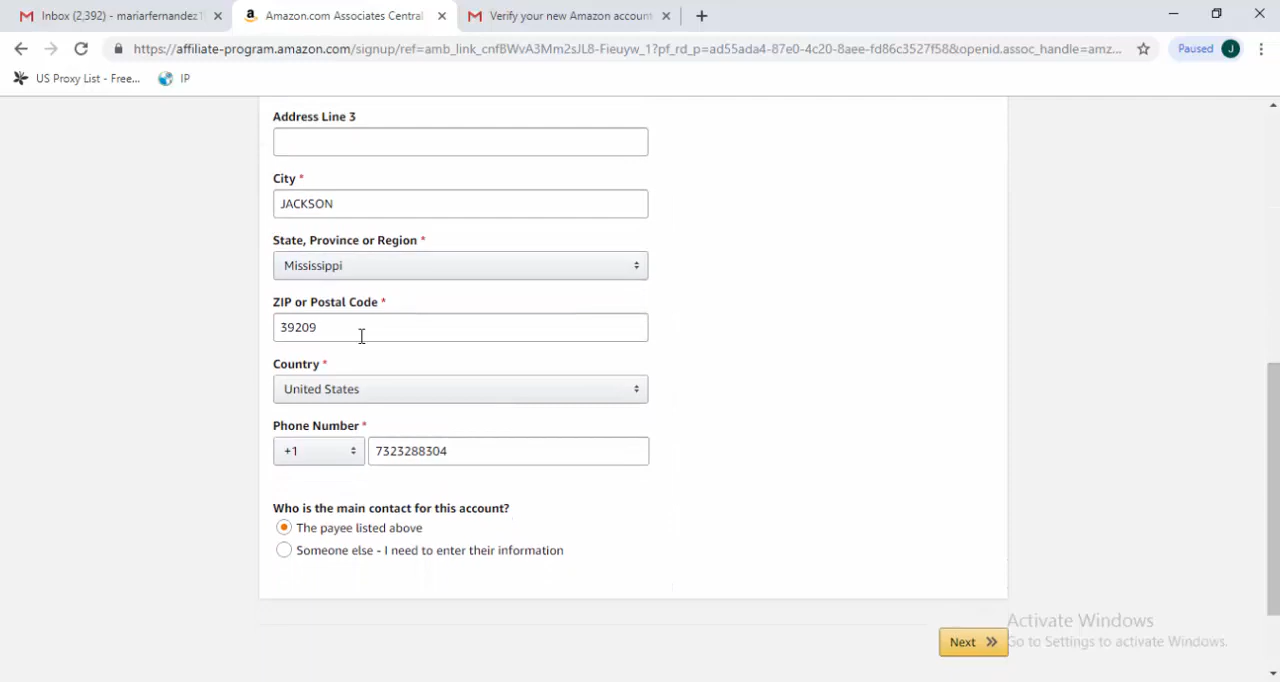 Inbox (2,392) - mariarfernandez1
Amazon.com Associates Central
Verify your new Amazon account
https://affiliate-program.amazon.com/signup/ref=amb_link_cnfBWvA3Mm2sJL8-Fieuyw_1?pf_rd_p=ad55ada4-87e0-4c20-8aee-fd86c3527f58&openid.assoc_handle=amz...
Paused J
US Proxy List - Free...
IP
Address Line 3
City *
JACKSON
State, Province or Region *
Mississippi
ZIP or Postal Code *
39209
Country *
United States
Phone Number *
+1 7323288304
Who is the main contact for this account?
The payee listed above
Someone else - I need to enter their information
Activate Windows
Next Go to Settings to activate Windows.